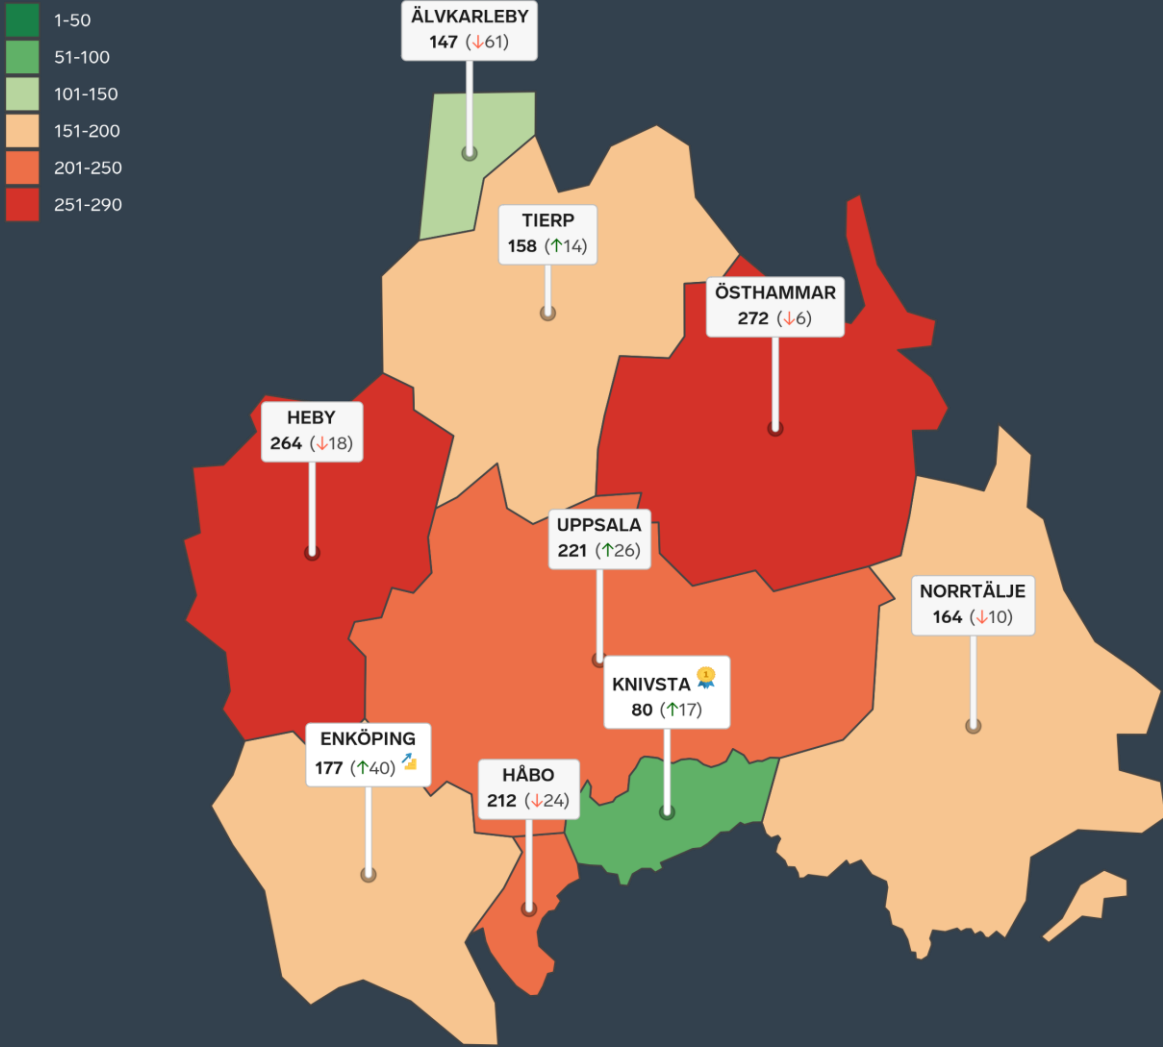 1-50
51-100
101-150
151-200
201-250
251-290
ÄLVKARLEBY
147 (↓61)
TIERP
158 (↑14)
ÖSTHAMMAR
272 (↓6)
HEBY
264 (↓18)
UPPSALA
221 (↑26)
NORRTÄLJE
164 (↓10)
KNIVSTA 1
80 (↑17)
ENKÖPING
177 (↑40)
HÅBO
212 (↓24)